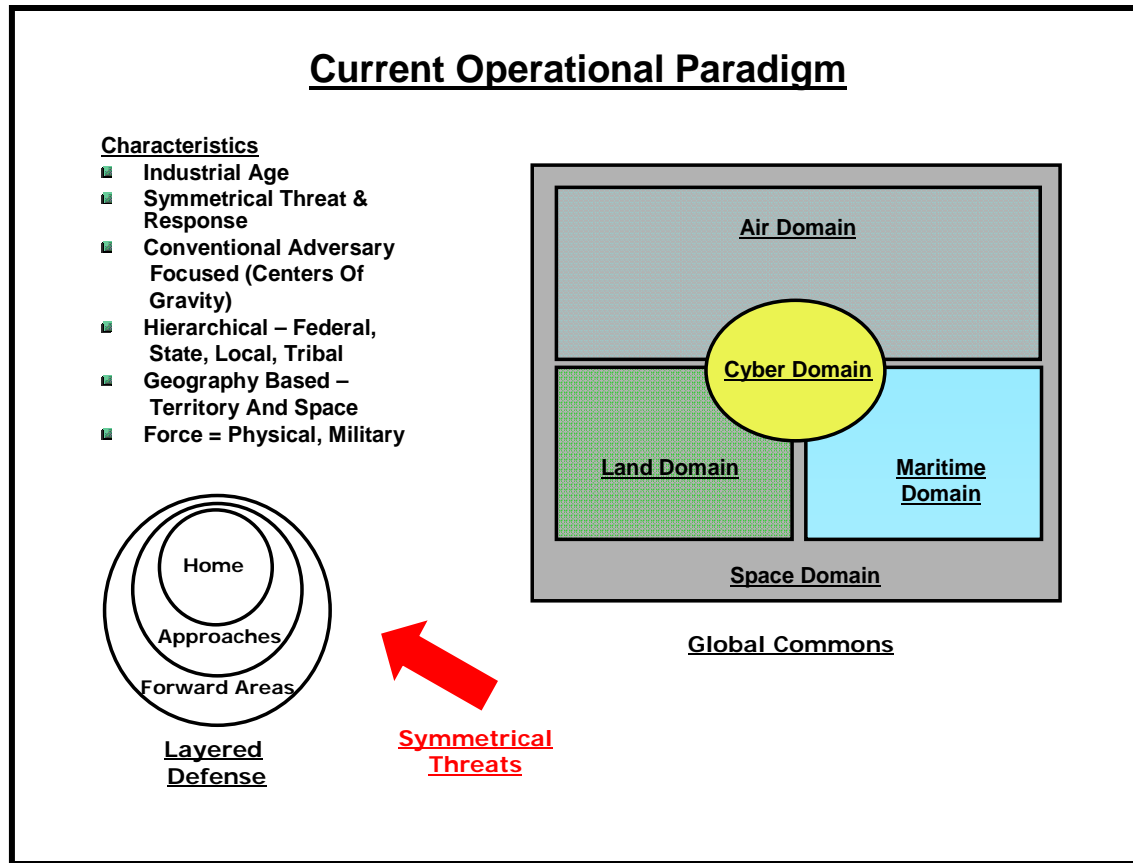 Current Operational Paradigm
Characteristics
Industrial Age
Symmetrical Threat &
Response
Conventional Adversary
Focused (Centers Of
Gravity)
Hierarchical – Federal,
State, Local, Tribal
Geography Based –
Territory And Space
Force = Physical, Military
Air Domain
Cyber Domain
Land Domain
Maritime
Domain
Space Domain
Global Commons
Home
Approaches
Forward Areas
Layered
Defense
Symmetrical
Threats